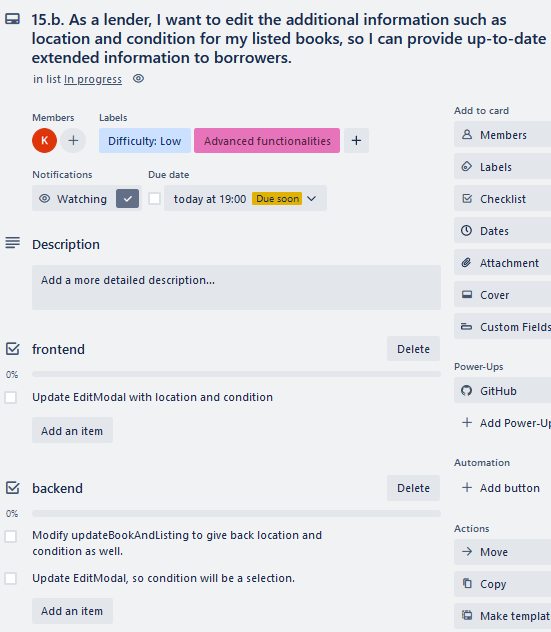 15.b. As a lender, I want to edit the additional information such as
location and condition for my listed books, so I can provide up-to-date
extended information to borrowers.
in list In progress
Members
Labels
K
Difficulty: Low
Advanced functionalities
Notifications
Due date
Watching
today at 19:00 Due soon
Description
Add a more detailed description...
frontend
Delete
0%
Update EditModal with location and condition
Add an item
backend
Delete
0%
Modify updateBookAndListing to give back location and
condition as well.
Update EditModal, so condition will be a selection.
Add an item
Add to card
Members
Labels
Checklist
Dates
Attachment
Cover
Custom Fields
Power-Ups
GitHub
Add Power-Up
Automation
Add button
Actions
Move
Copy
Make templat